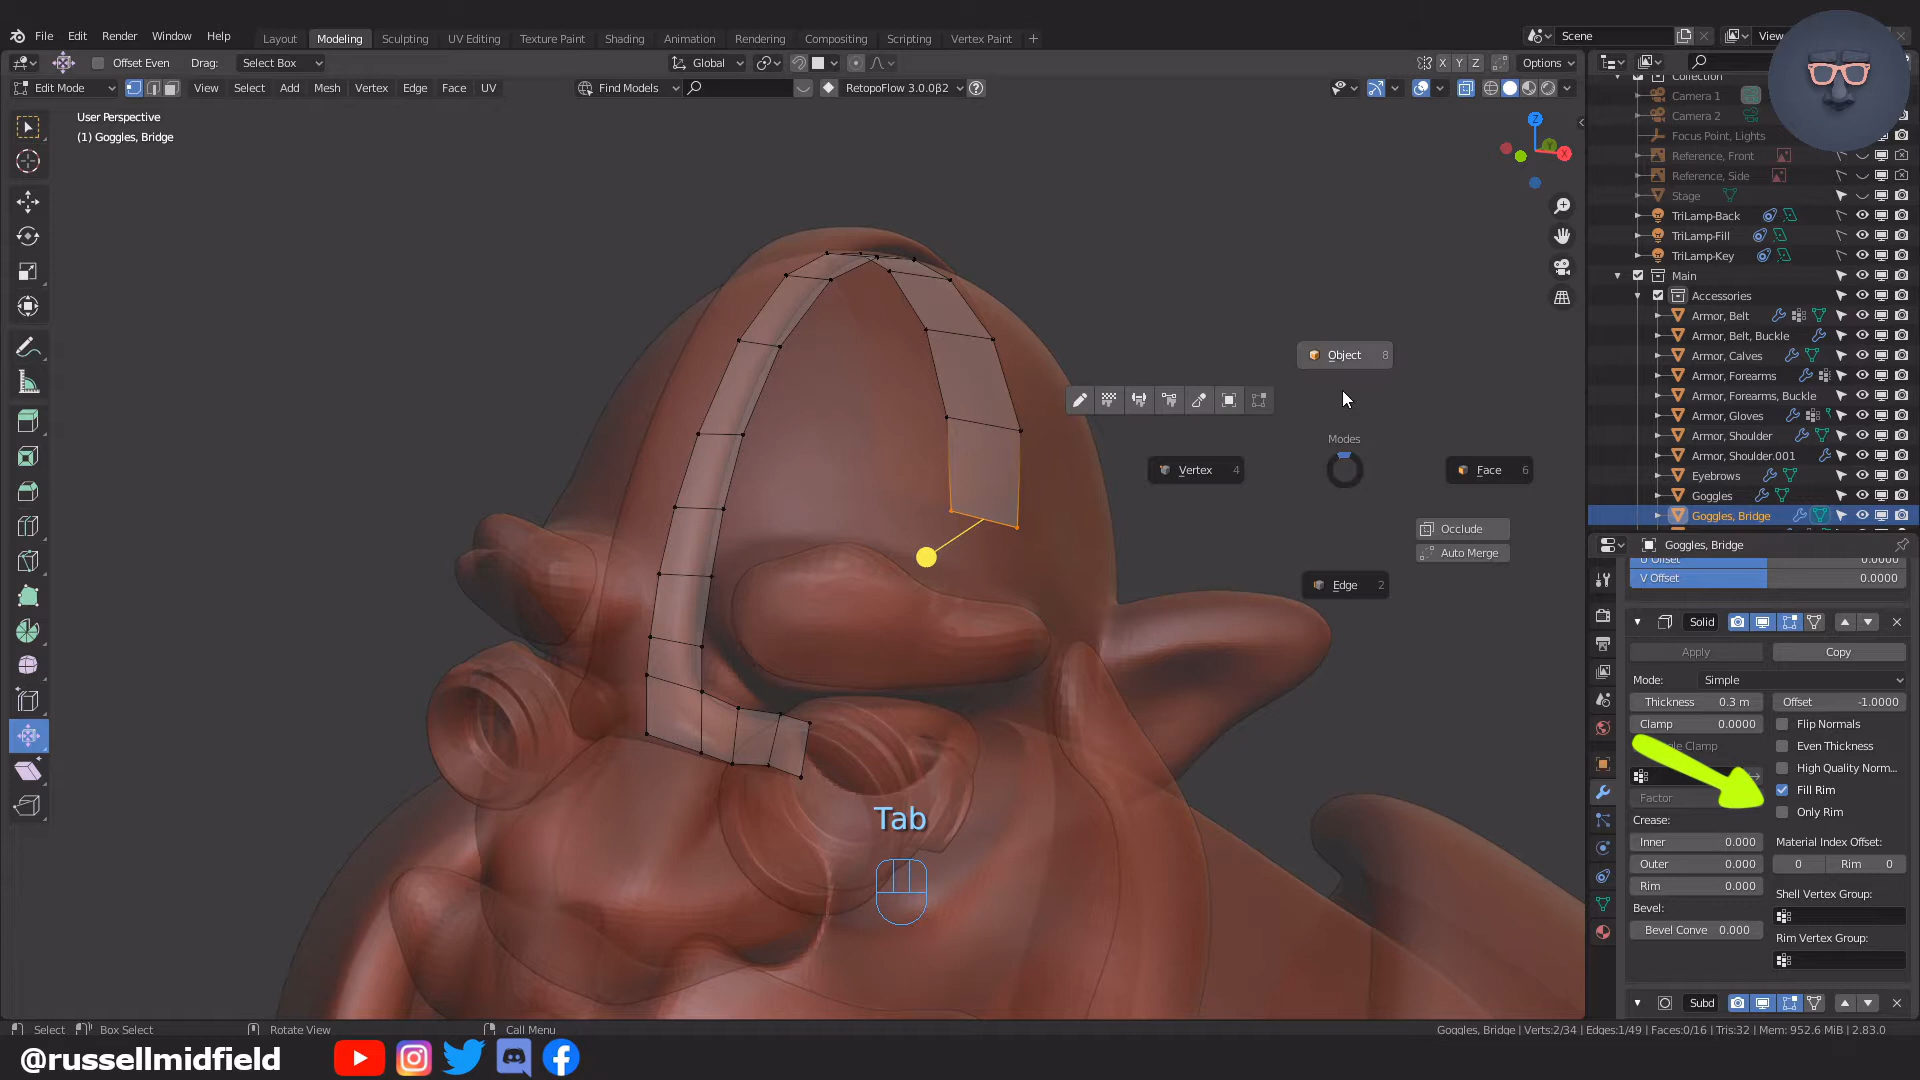 File Edit Render Window Help
Layout Modeling Sculpting UV Editing Texture Paint Shading Animation Rendering Compositing Scripting Vertex Paint +
Scene
View
Offset Even Drag: Select Box
Global
X Y Z Options
Edit Mode View Select Add Mesh Vertex Edge Face UV
Find Models
RetopoFlow 3.0.0β2
User Perspective
(1) Goggles, Bridge
Z
Y
X
Collection
Camera 1
Camera 2
Focus Point, Lights
Reference, Front
Reference, Side
Stage
TriLamp-Back
TriLamp-Fill
TriLamp-Key
Main
Accessories
Armor, Belt
Armor, Belt, Buckle
Armor, Calves
Armor, Forearms
Armor, Forearms, Buckle
Armor, Gloves
Armor, Shoulder
Armor, Shoulder.001
Eyebrows
Goggles
Goggles, Bridge
Object 8
Modes
Vertex 4
Face 6
Occlude
Auto Merge
Edge 2
Goggles, Bridge
U Offset 0.0000
V Offset 0.0000
Solid
Apply Copy
Mode: Simple
Thickness 0.3 m Offset -1.0000
Clamp 0.0000 Flip Normals
Clamp Even Thickness
High Quality Norm...
Factor Fill Rim
Crease: Only Rim
Inner 0.000 Material Index Offset:
Outer 0.000 0 Rim 0
Rim 0.000 Shell Vertex Group:
Bevel:
Bevel Conve 0.000 Rim Vertex Group:
Subd
Tab
Select Box Select Rotate View Call Menu
Goggles, Bridge | Verts:2/34 | Edges:1/49 | Faces:0/16 | Tris:32 | Mem: 952.6 MiB | 2.83.0
@russellmidfield